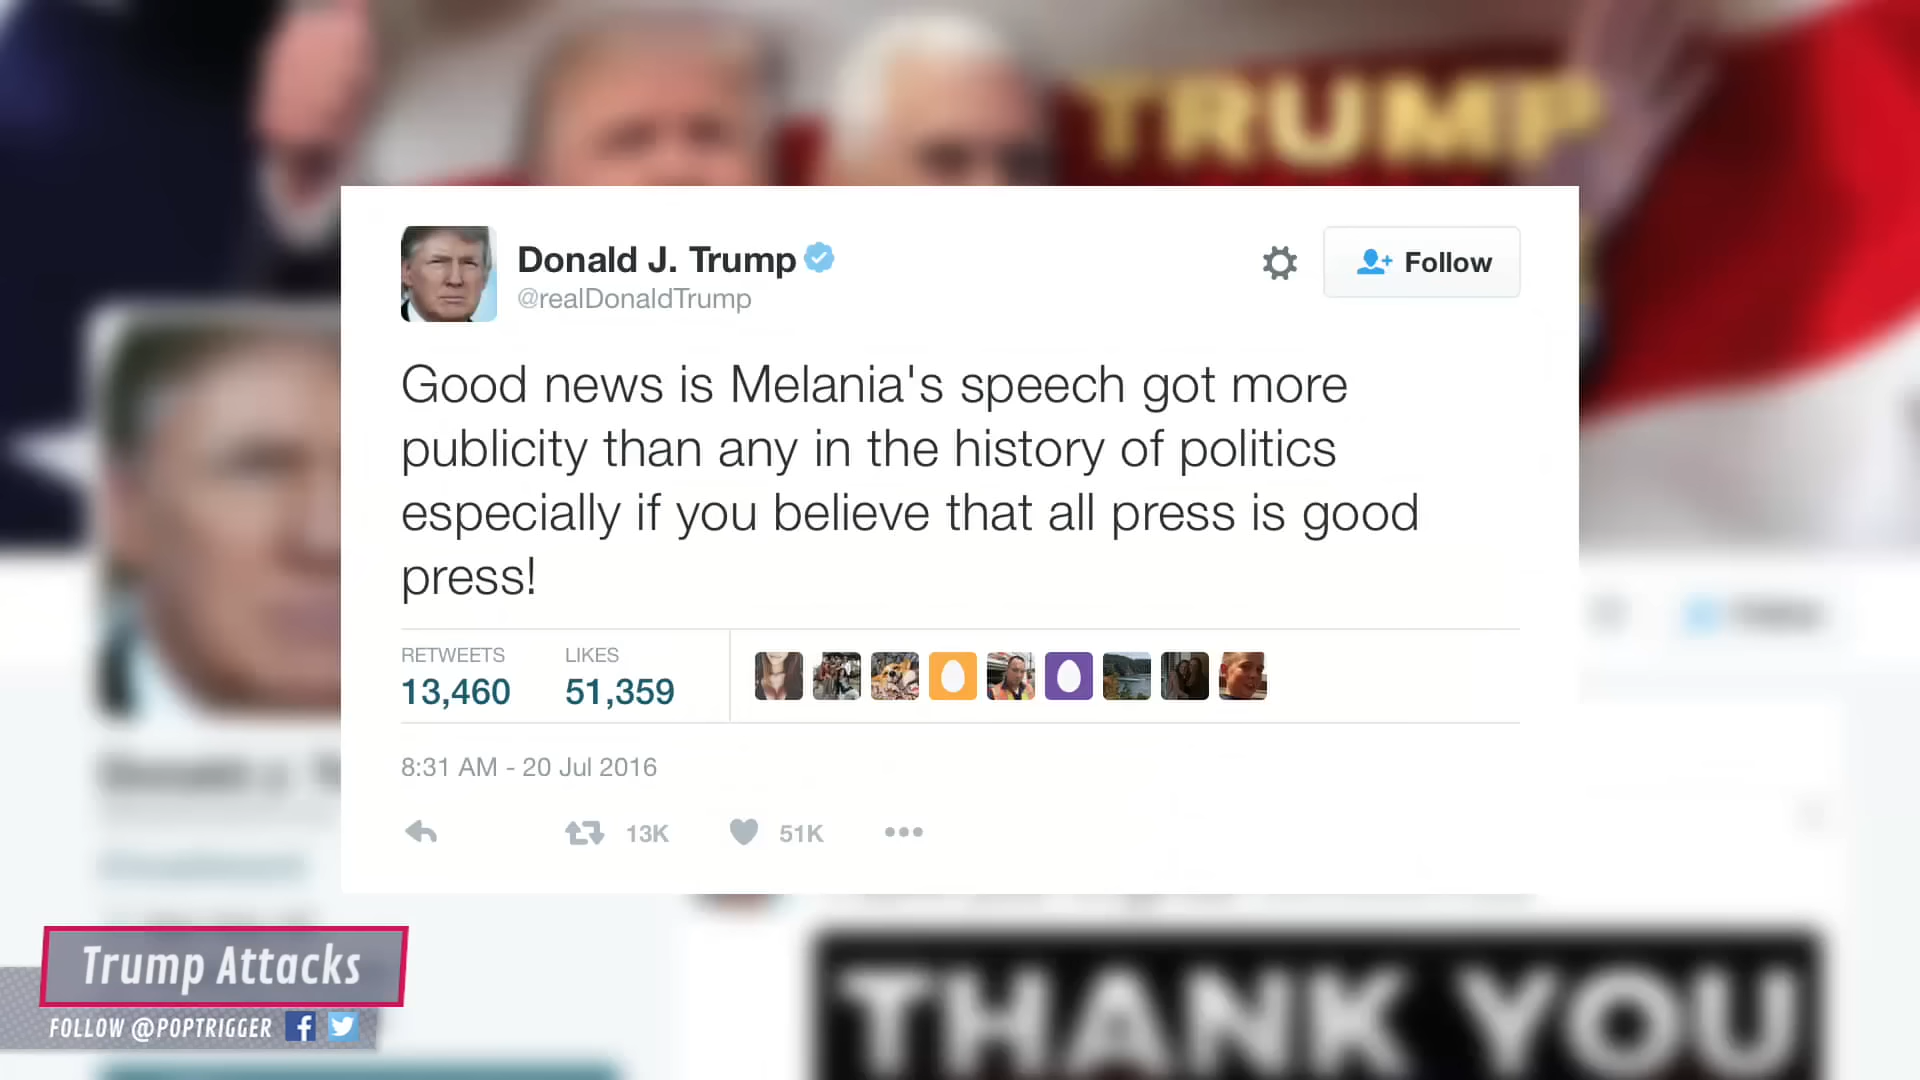 TRUMP
Donald J. Trump
@realDonaldTrump
Follow
Good news is Melania's speech got more
publicity than any in the history of politics
especially if you believe that all press is good
press!
RETWEETS
LIKES
13,460
51,359
8:31 AM - 20 Jul 2016
13K
51K
Trump Attacks
FOLLOW @POPTRIGGER
THANK YOU